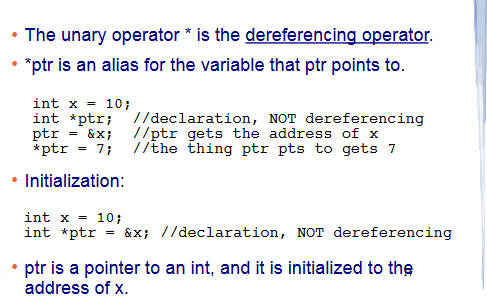 • The unary operator * is the dereferencing operator.
• *ptr is an alias for the variable that ptr points to.
int x = 10;
int *ptr;  //declaration, NOT dereferencing
ptr = &x;  //ptr gets the address of x
*ptr = 7;  //the thing ptr pts to gets 7
• Initialization:
int x = 10;
int *ptr = &x; //declaration, NOT dereferencing
• ptr is a pointer to an int, and it is initialized to the
address of x.